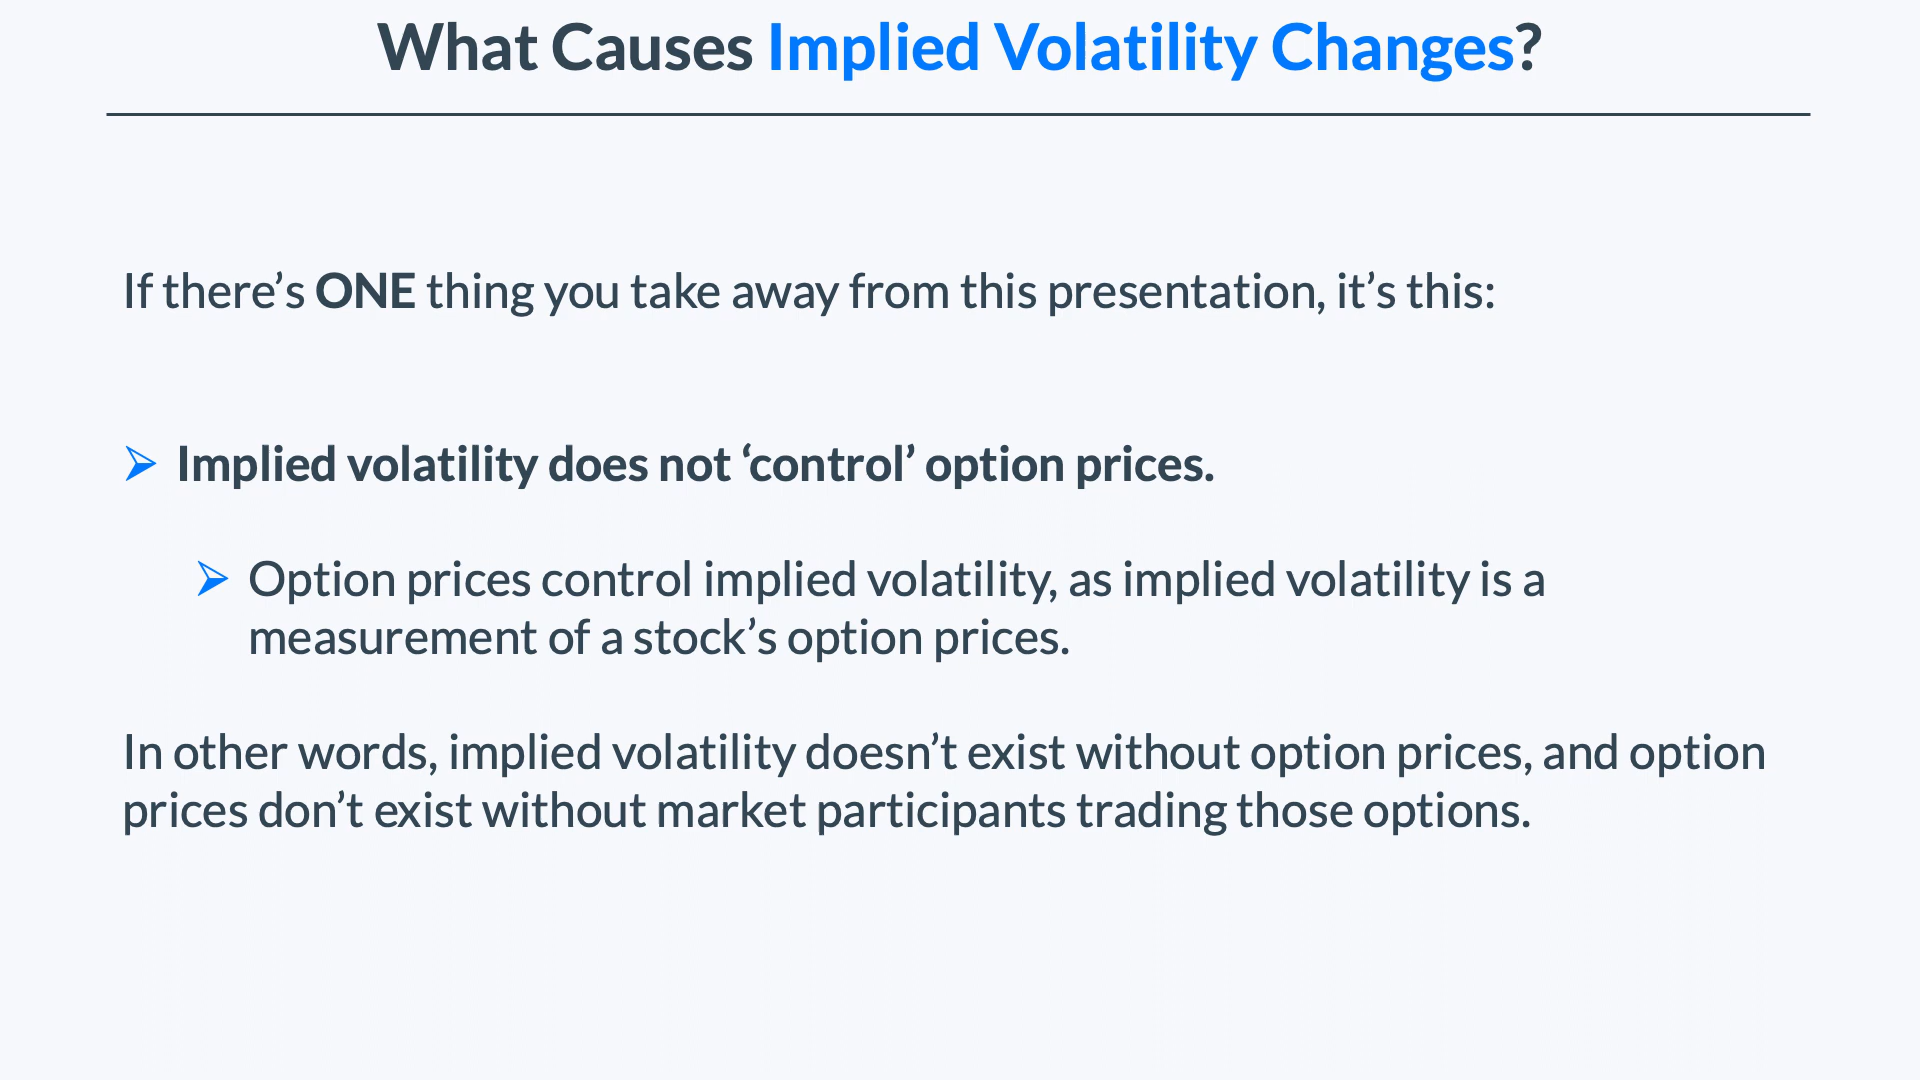 What Causes Implied Volatility Changes?
If there’s ONE thing you take away from this presentation, it’s this:
Implied volatility does not ‘control’ option prices.
Option prices control implied volatility, as implied volatility is a
measurement of a stock’s option prices.
In other words, implied volatility doesn’t exist without option prices, and option
prices don’t exist without market participants trading those options.